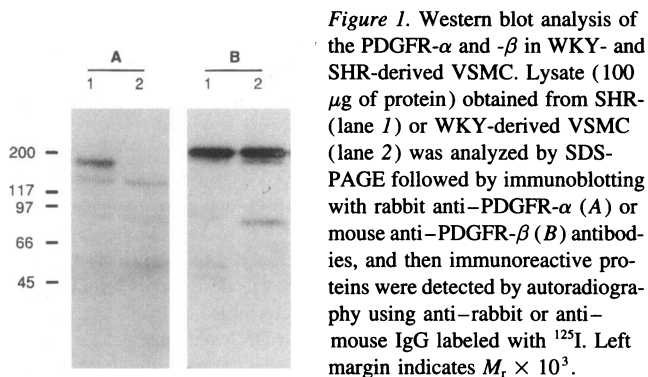 A B
1 2 1 2
200
117
97
66
45
Figure 1. Western blot analysis of
the PDGFR-α and -β in WKY- and
SHR-derived VSMC. Lysate (100
μg of protein) obtained from SHR-
(lane 1) or WKY-derived VSMC
(lane 2) was analyzed by SDS-
PAGE followed by immunoblotting
with rabbit anti–PDGFR-α (A) or
mouse anti–PDGFR-β (B) antibod-
ies, and then immunoreactive pro-
teins were detected by autoradiogra-
phy using anti–rabbit or anti–
mouse IgG labeled with ¹²⁵I. Left
margin indicates Mᵣ × 10³.